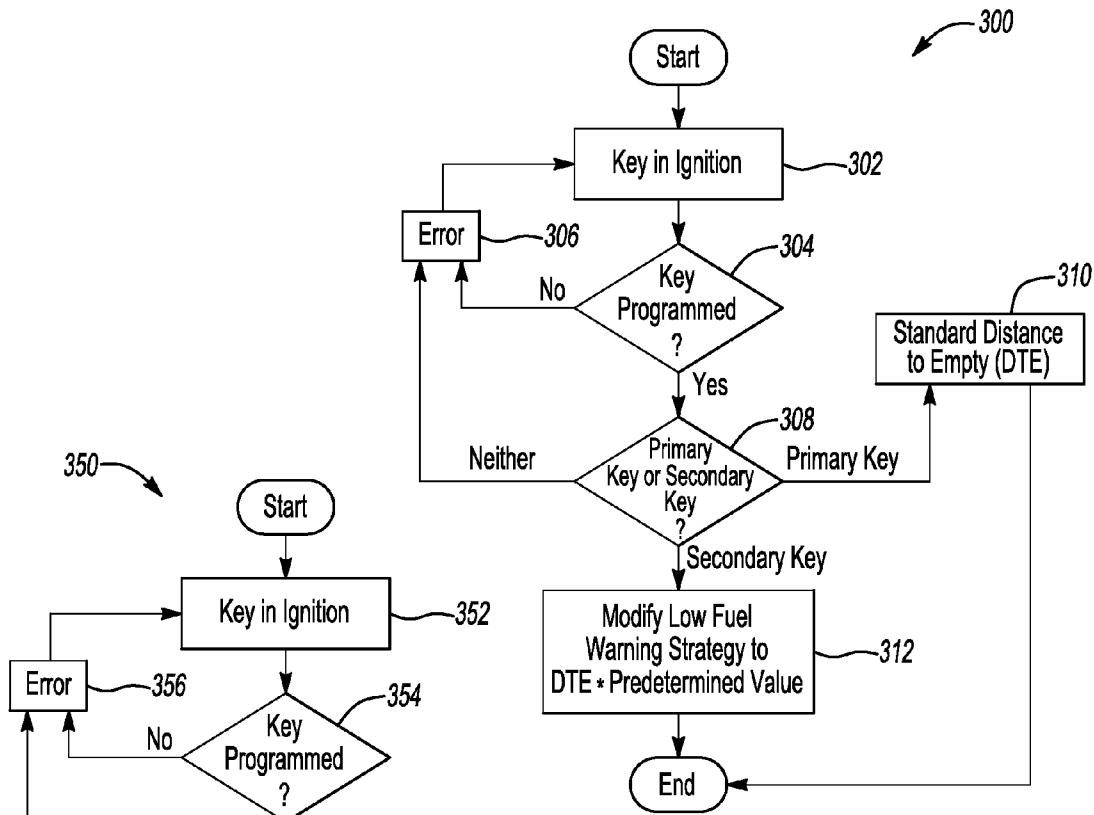 300
Start
Key in Ignition
302
Error
306
304
Key
Programmed
?
No
Yes
310
Standard Distance
to Empty (DTE)
308
Primary
Key or Secondary
Key
?
Neither
Primary Key
Secondary Key
Modify Low Fuel
Warning Strategy to
DTE * Predetermined Value
312
End
350
Start
Key in Ignition
352
Error
356
354
Key
Programmed
?
No